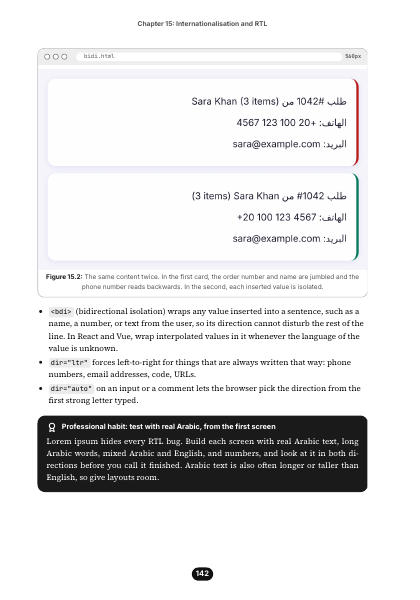 Chapter 15: Internationalisation and RTL
bidi.html
560px
طلب #1042 من Sara Khan (3 items)
الهاتف: +20 100 123 4567
البريد: sara@example.com
طلب #1042 من Sara Khan (3 items)
الهاتف: +20 100 123 4567
البريد: sara@example.com
Figure 15.2: The same content twice. In the first card, the order number and name are jumbled and the
phone number reads backwards. In the second, each inserted value is isolated.
• <bdi> (bidirectional isolation) wraps any value inserted into a sentence, such as a
name, a number, or text from the user, so its direction cannot disturb the rest of the
line. In React and Vue, wrap interpolated values in it whenever the language of the
value is unknown.
• dir="ltr" forces left-to-right for things that are always written that way: phone
numbers, email addresses, code, URLs.
• dir="auto" on an input or a comment lets the browser pick the direction from the
first strong letter typed.
Professional habit: test with real Arabic, from the first screen
Lorem ipsum hides every RTL bug. Build each screen with real Arabic text, long
Arabic words, mixed Arabic and English, and numbers, and look at it in both di-
rections before you call it finished. Arabic text is also often longer or taller than
English, so give layouts room.
142